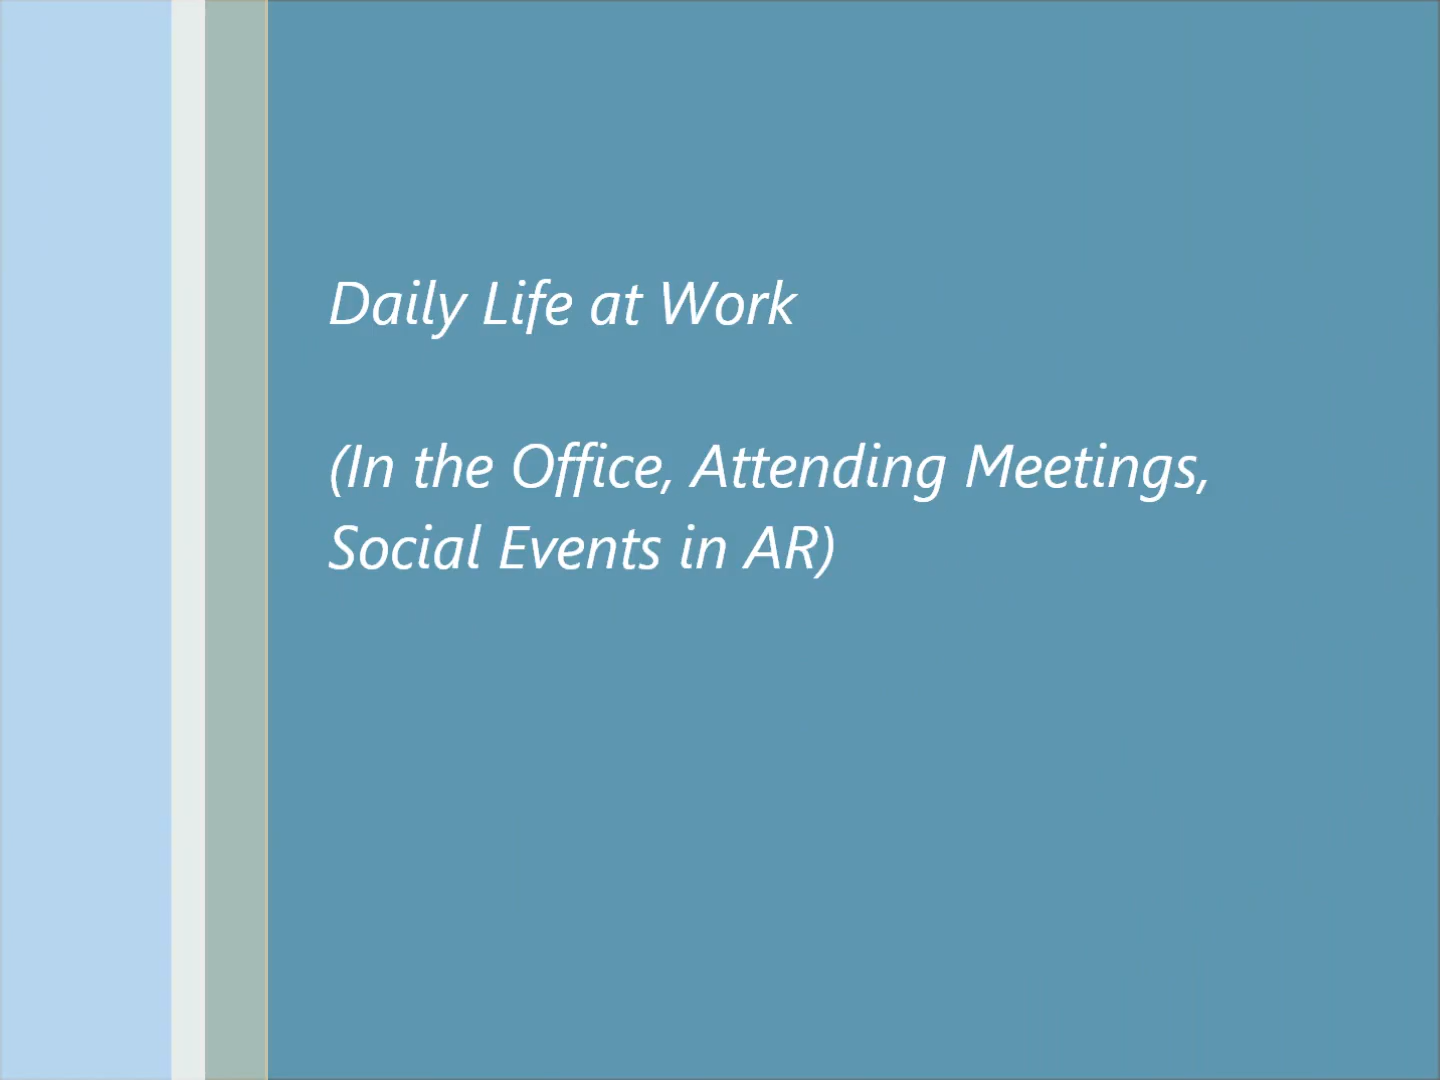 Daily Life at Work
(In the Office, Attending Meetings,
Social Events in AR)